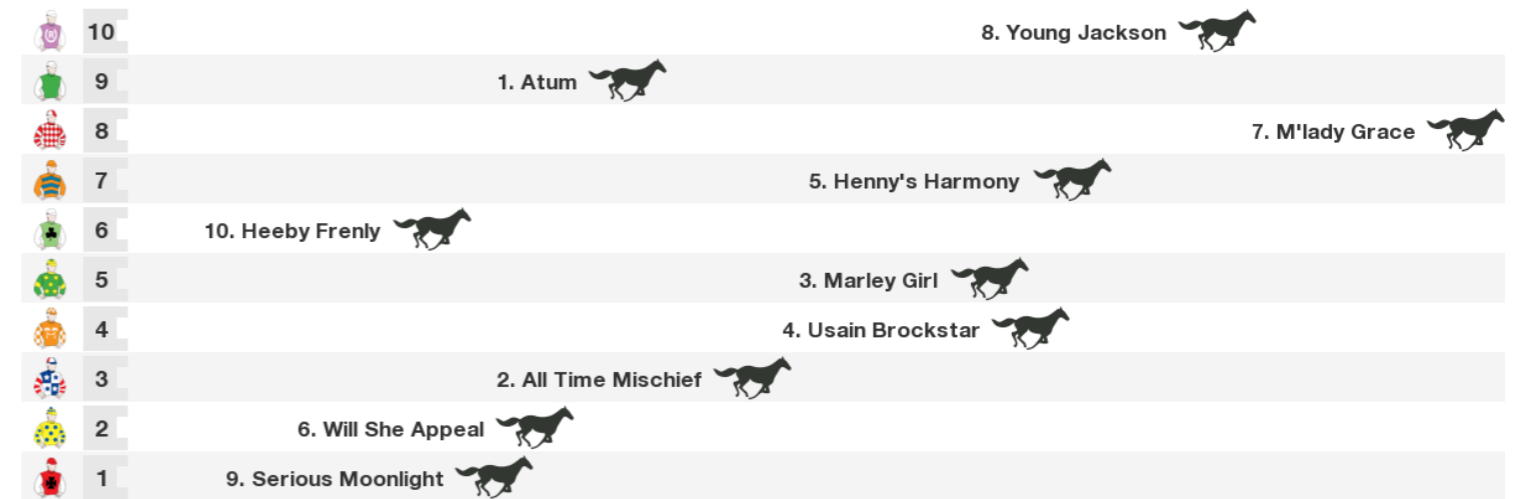 10 8. Young Jackson
9 1. Atum
8 7. M'lady Grace
7 5. Henny's Harmony
6 10. Heeby Frenly
5 3. Marley Girl
4 4. Usain Brockstar
3 2. All Time Mischief
2 6. Will She Appeal
1 9. Serious Moonlight